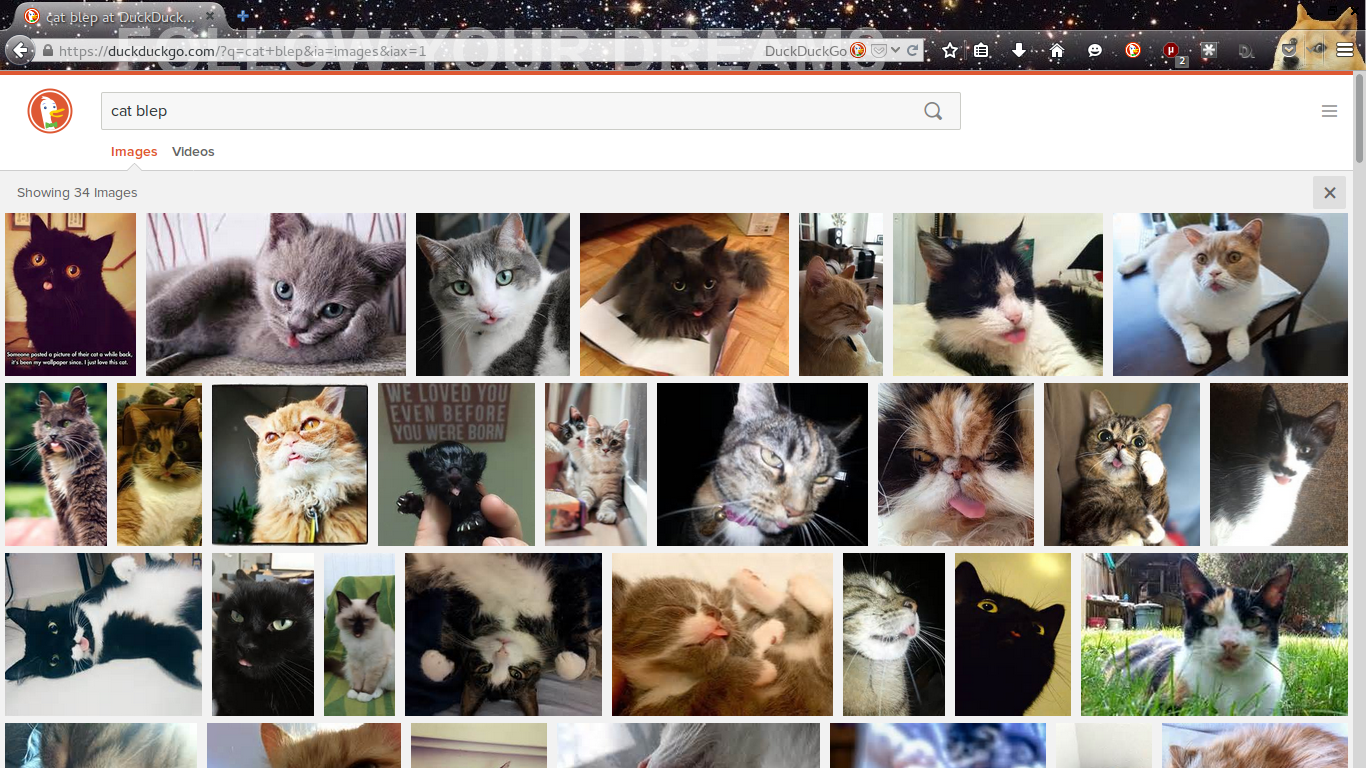 cat blep at DuckDuck...
FOLLOW YOUR DREAMS
https://duckduckgo.com/?q=cat+blep&ia=images&iax=1
DuckDuckGo
2
cat blep
Images
Videos
Showing 34 Images
Someone posted a picture of their cat a while back,
it's been my wallpaper since. I just love this cat.
WE LOVED YOU
EVEN BEFORE
YOU WERE BORN